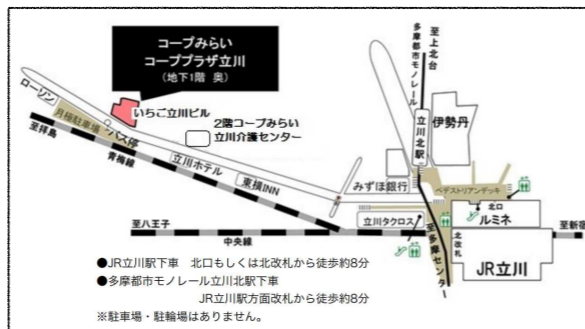 コープみらい
コーププラザ立川
(地下1階 奥)
ローソン
月極駐車場
バス停
いちご立川ビル
2階コープみらい
立川介護センター
至拝島
青梅線
立川ホテル
東横INN
至八王子
中央線
多摩都市モノレール
至上北台
立川北駅
伊勢丹
みずほ銀行
ペデストリアンデッキ
北口
ルミネ
立川タクロス
北改札
至新宿
JR立川
至多摩センター
●JR立川駅下車 北口もしくは北改札から徒歩約8分
●多摩都市モノレール立川北駅下車
JR立川駅方面改札から徒歩約8分
※駐車場・駐輪場はありません。